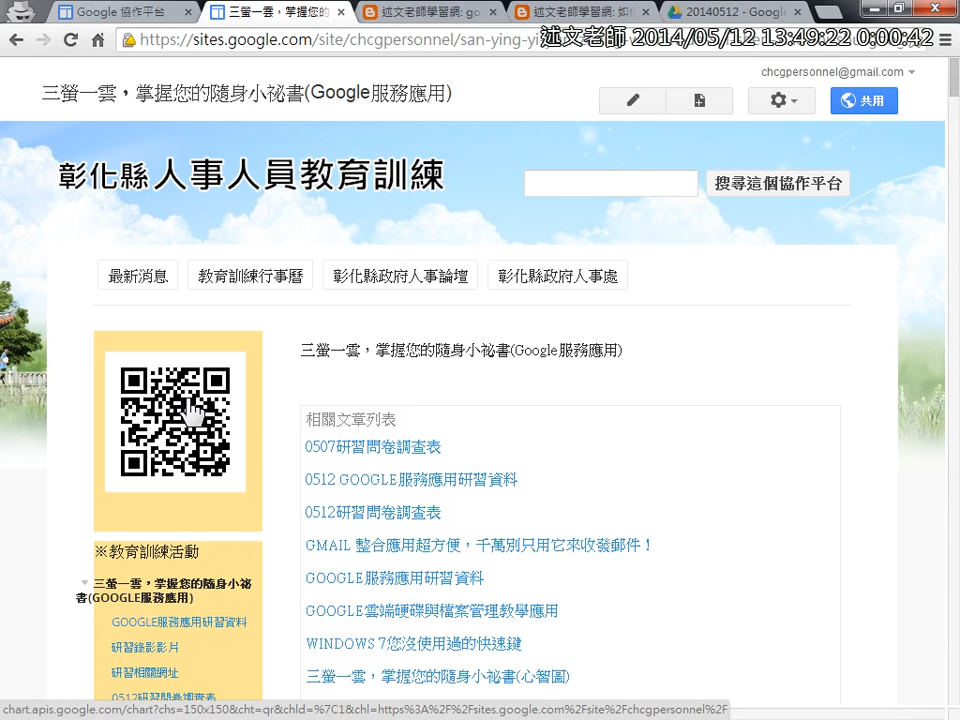 Google 協作平台
三螢一雲，掌握您的
述文老師學習網: go
述文老師學習網: 如何
20140512 - Google
https://sites.google.com/site/chcgpersonnel/san-ying-yi
述文老師 2014/05/12 13:49:22 0:00:42
chcgpersonnel@gmail.com
三螢一雲，掌握您的隨身小祕書(Google服務應用)
共用
彰化縣人事人員教育訓練
搜尋這個協作平台
最新消息
教育訓練行事曆
彰化縣政府人事論壇
彰化縣政府人事處
三螢一雲，掌握您的隨身小祕書(Google服務應用)
相關文章列表
0507研習問卷調查表
0512 GOOGLE服務應用研習資料
0512研習問卷調查表
GMAIL 整合應用超方便，千萬別只用它來收發郵件！
GOOGLE服務應用研習資料
GOOGLE雲端硬碟與檔案管理教學應用
WINDOWS 7您沒使用過的快速鍵
三螢一雲，掌握您的隨身小祕書(心智圖)
※教育訓練活動
三螢一雲，掌握您的隨身小祕
書(GOOGLE服務應用)
GOOGLE服務應用研習資料
研習錄影影片
研習相關網址
0512研習問卷調查表
chart.apis.google.com/chart?chs=150x150&cht=qr&chld=%7C1&chl=https%3A%2F%2Fsites.google.com%2Fsite%2Fchcgpersonnel%2F